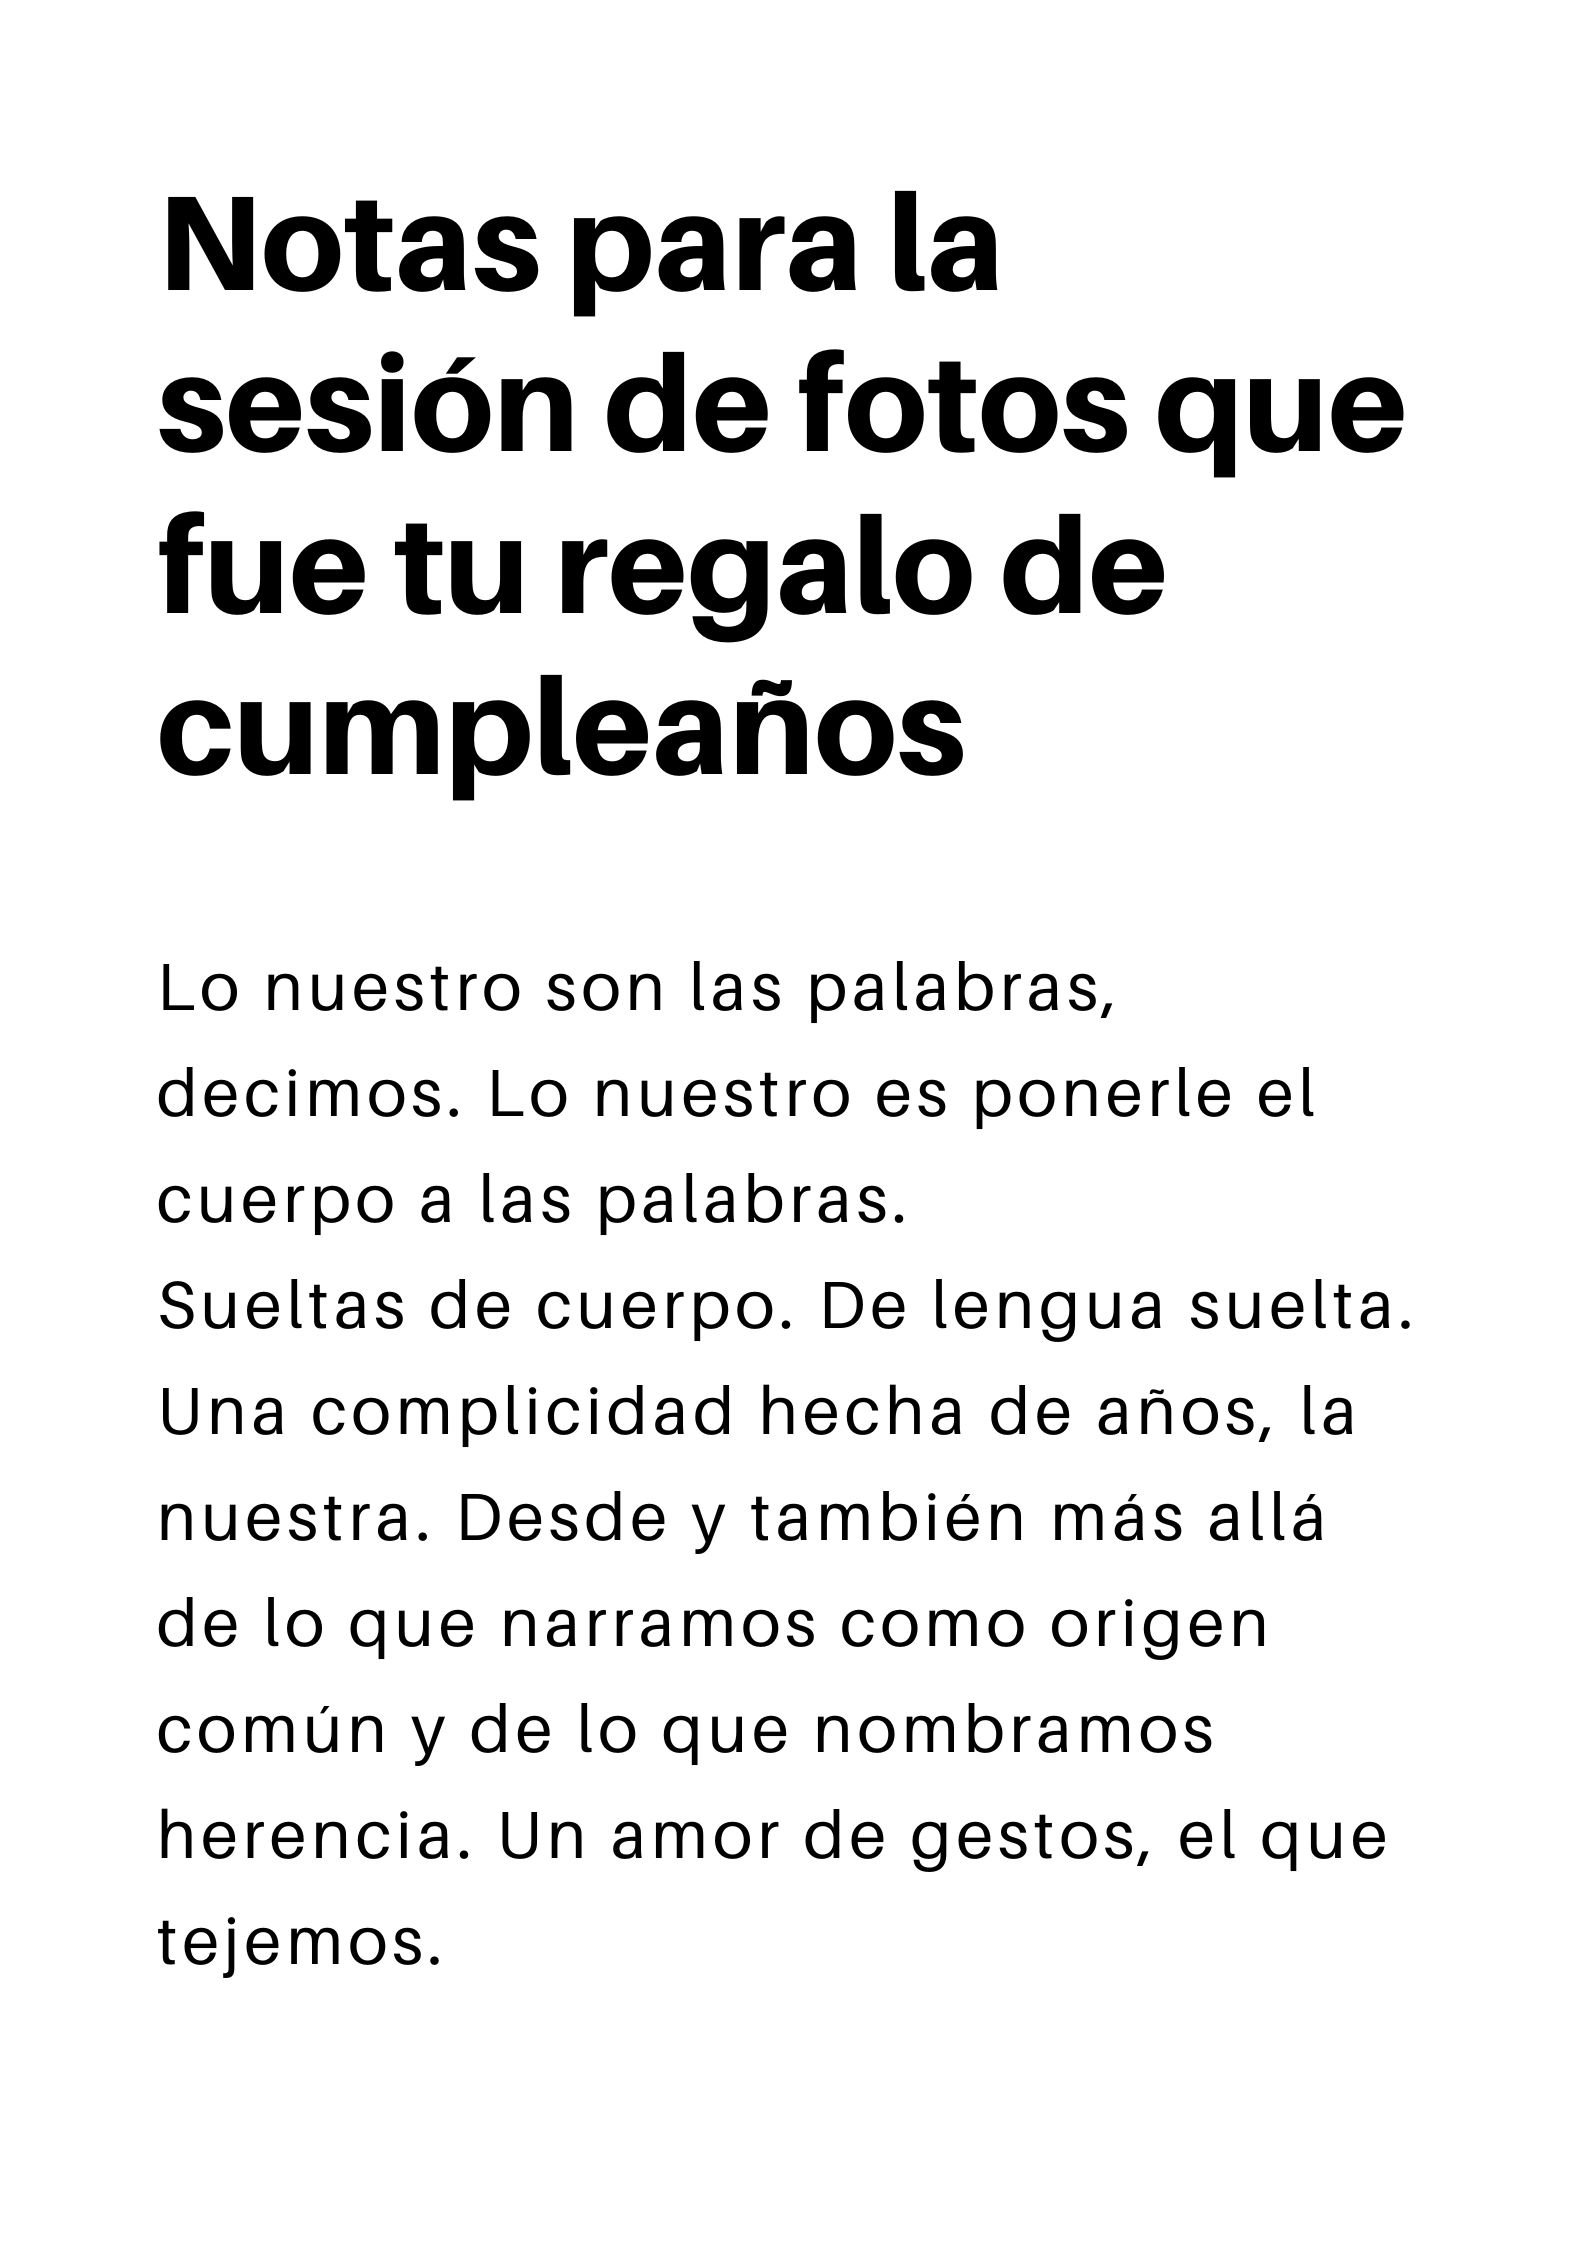 Notas para la
sesión de fotos que
fue tu regalo de
cumpleaños
Lo nuestro son las palabras,
decimos. Lo nuestro es ponerle el
cuerpo a las palabras.
Sueltas de cuerpo. De lengua suelta.
Una complicidad hecha de años, la
nuestra. Desde y también más allá
de lo que narramos como origen
común y de lo que nombramos
herencia. Un amor de gestos, el que
tejemos.